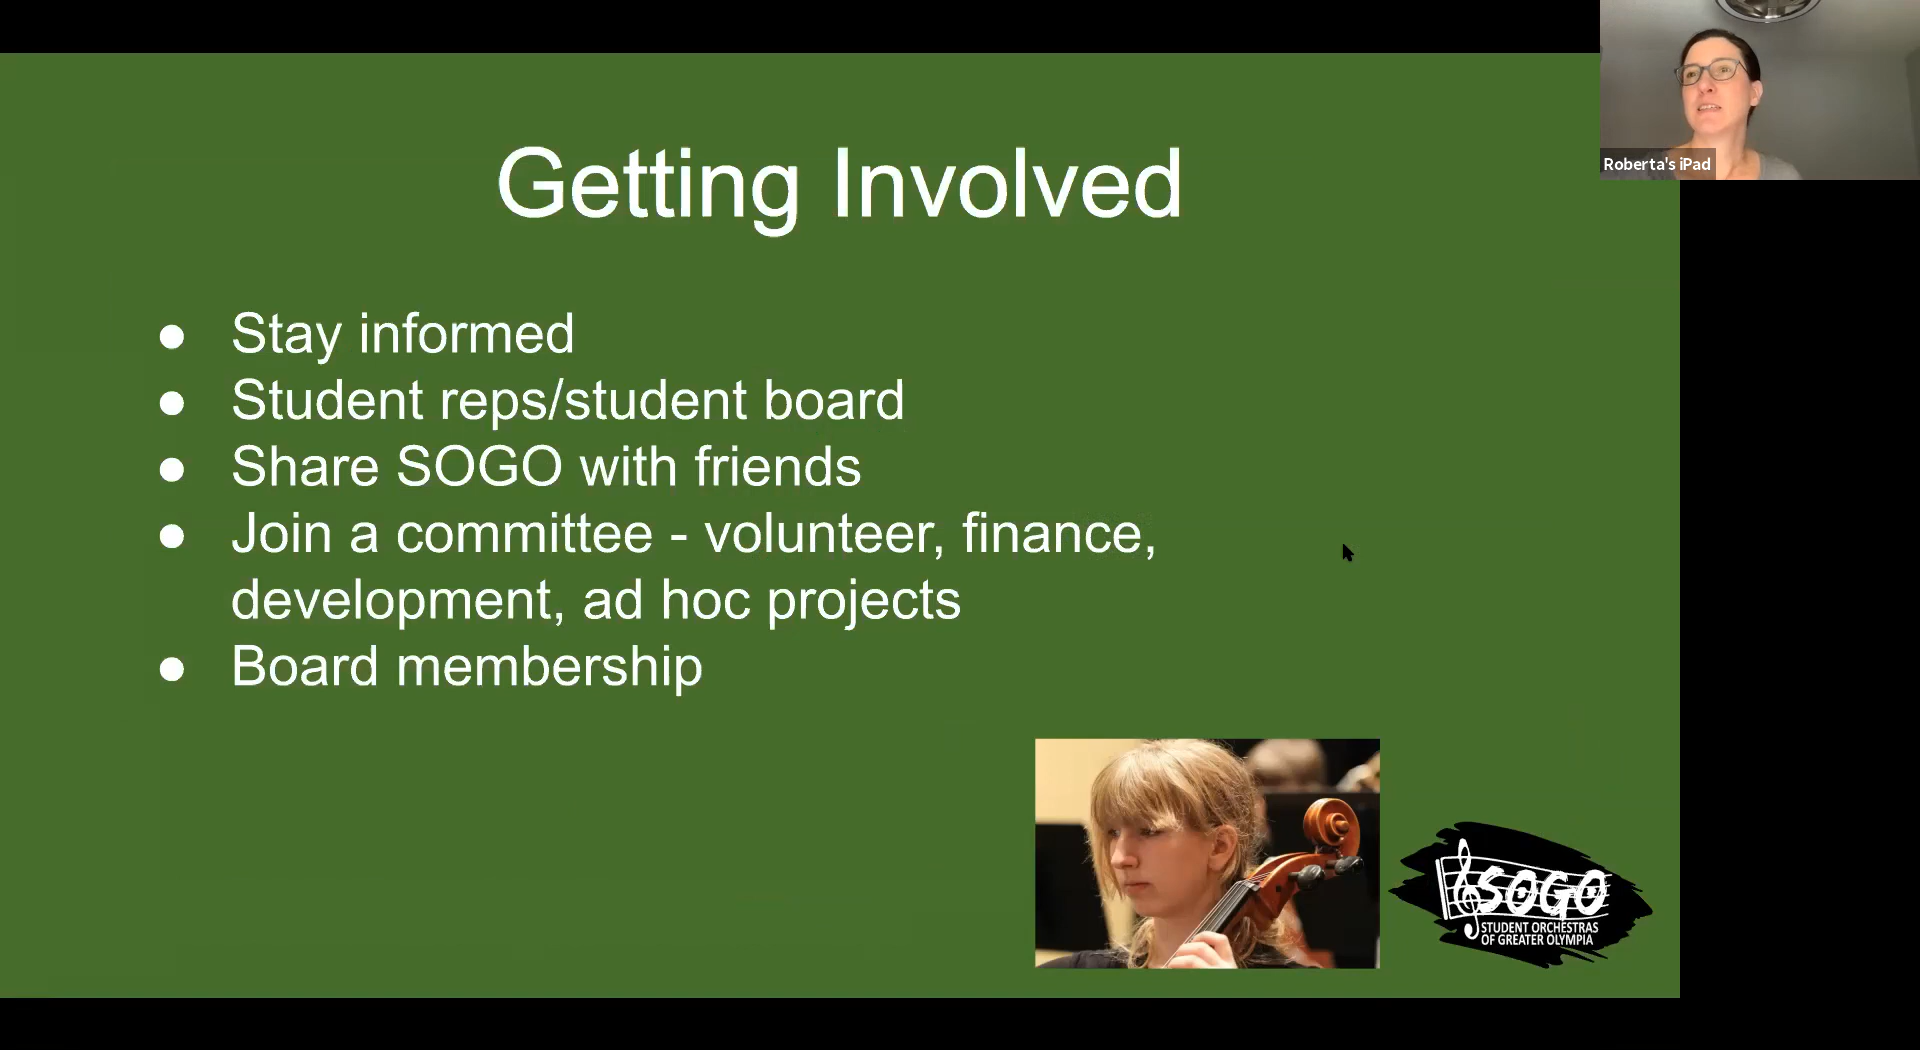 Getting Involved
Roberta's iPad
● Stay informed
● Student reps/student board
● Share SOGO with friends
● Join a committee - volunteer, finance,
development, ad hoc projects
● Board membership
SOGO
STUDENT ORCHESTRAS
OF GREATER OLYMPIA